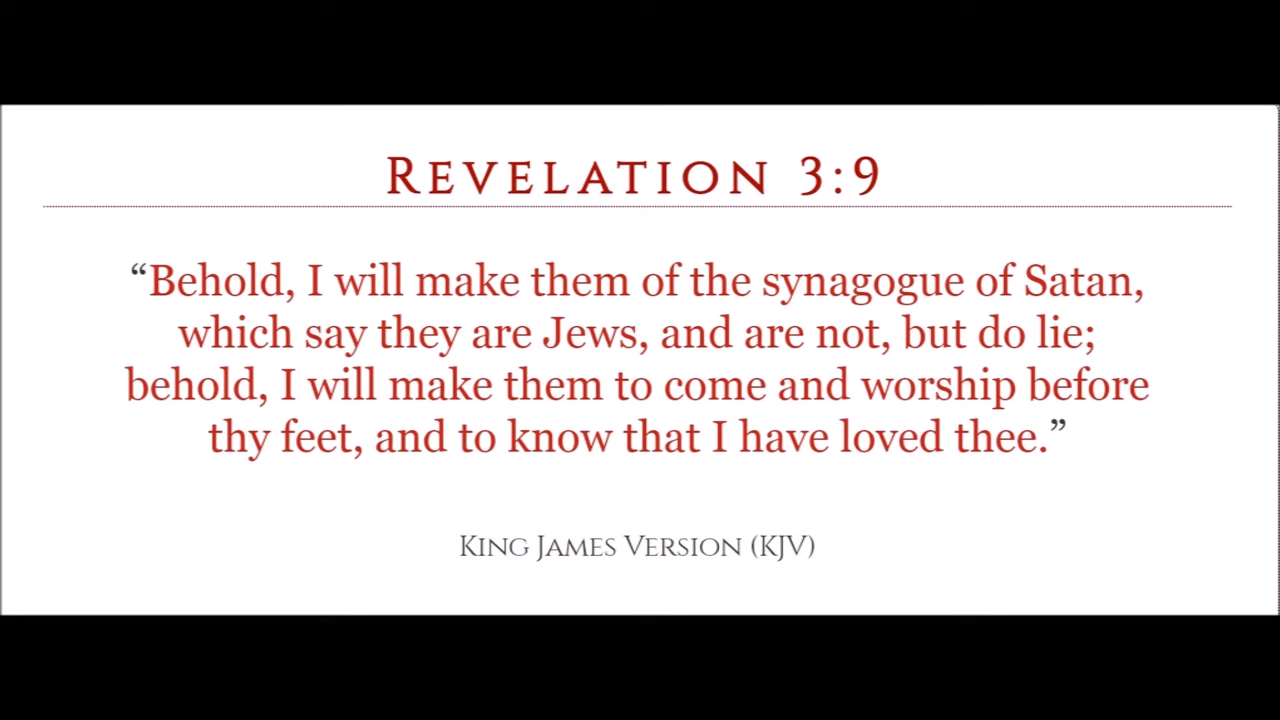 Revelation 3:9
“Behold, I will make them of the synagogue of Satan,
which say they are Jews, and are not, but do lie;
behold, I will make them to come and worship before
thy feet, and to know that I have loved thee.”
King James Version (KJV)